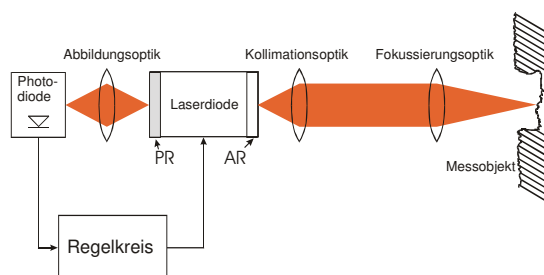 Abbildungsoptik
Kollimationsoptik
Fokussierungsoptik
Photo-
diode
Laserdiode
PR
AR
Messobjekt
Regelkreis